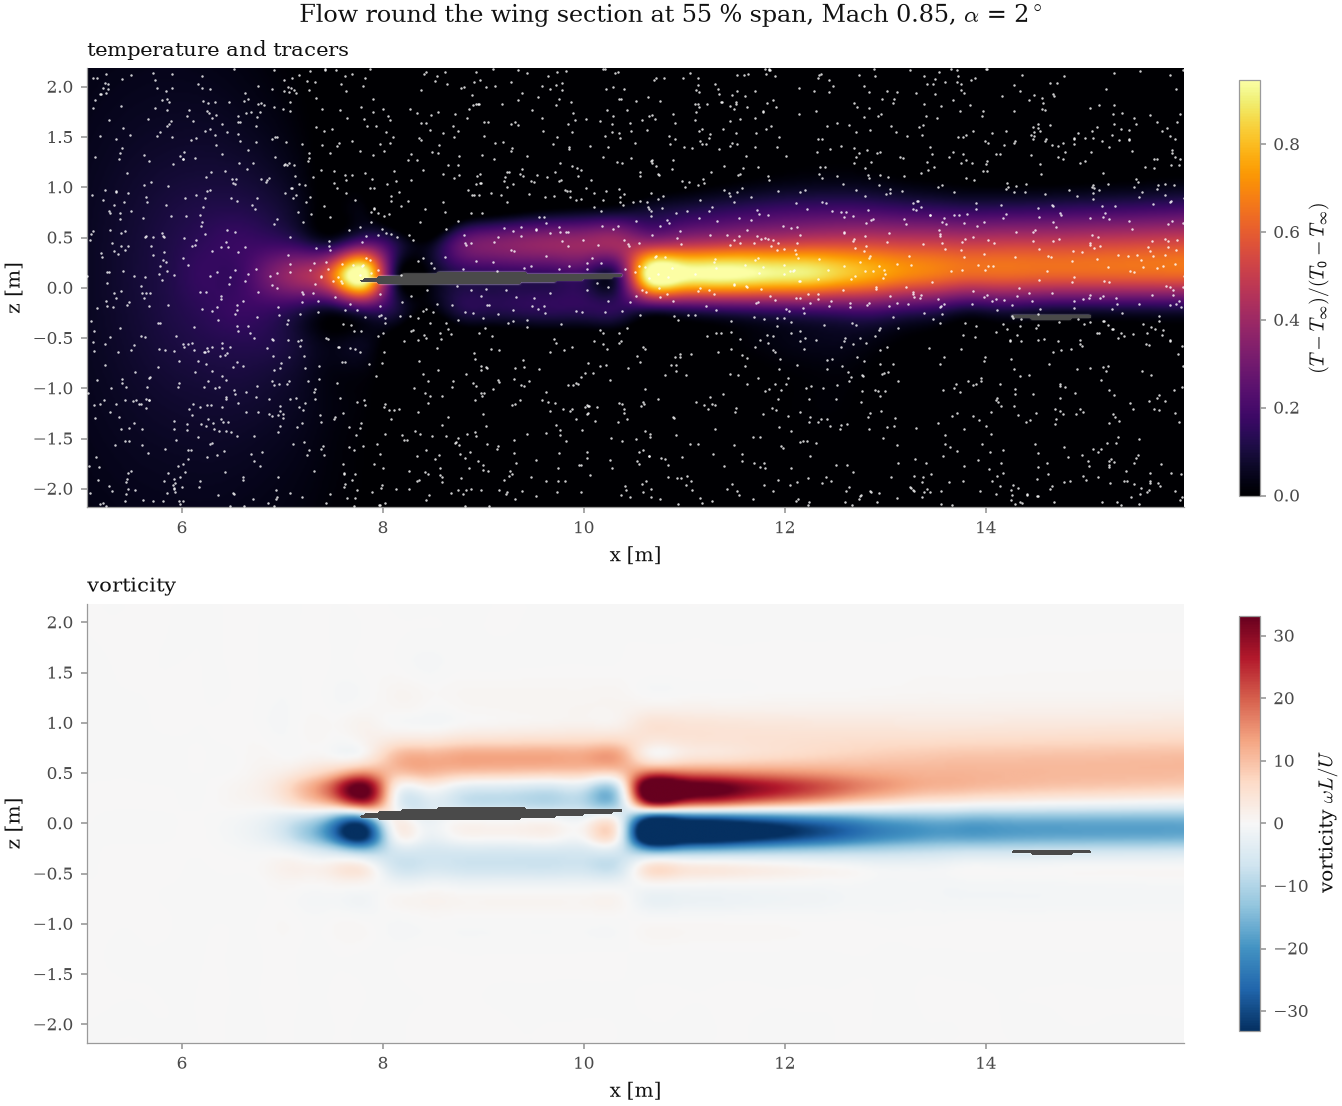 Flow round the wing section at 55 % span, Mach 0.85, α = 2°
temperature and tracers
2.0
1.5
1.0
0.5
0.0
−0.5
−1.0
−1.5
−2.0
z [m]
6 8 10 12 14
x [m]
0.8
0.6
0.4
0.2
0.0
(T − T∞)/(T₀ − T∞)
vorticity
2.0
1.5
1.0
0.5
0.0
−0.5
−1.0
−1.5
−2.0
z [m]
6 8 10 12 14
x [m]
30
20
10
0
−10
−20
−30
vorticity ωL/U